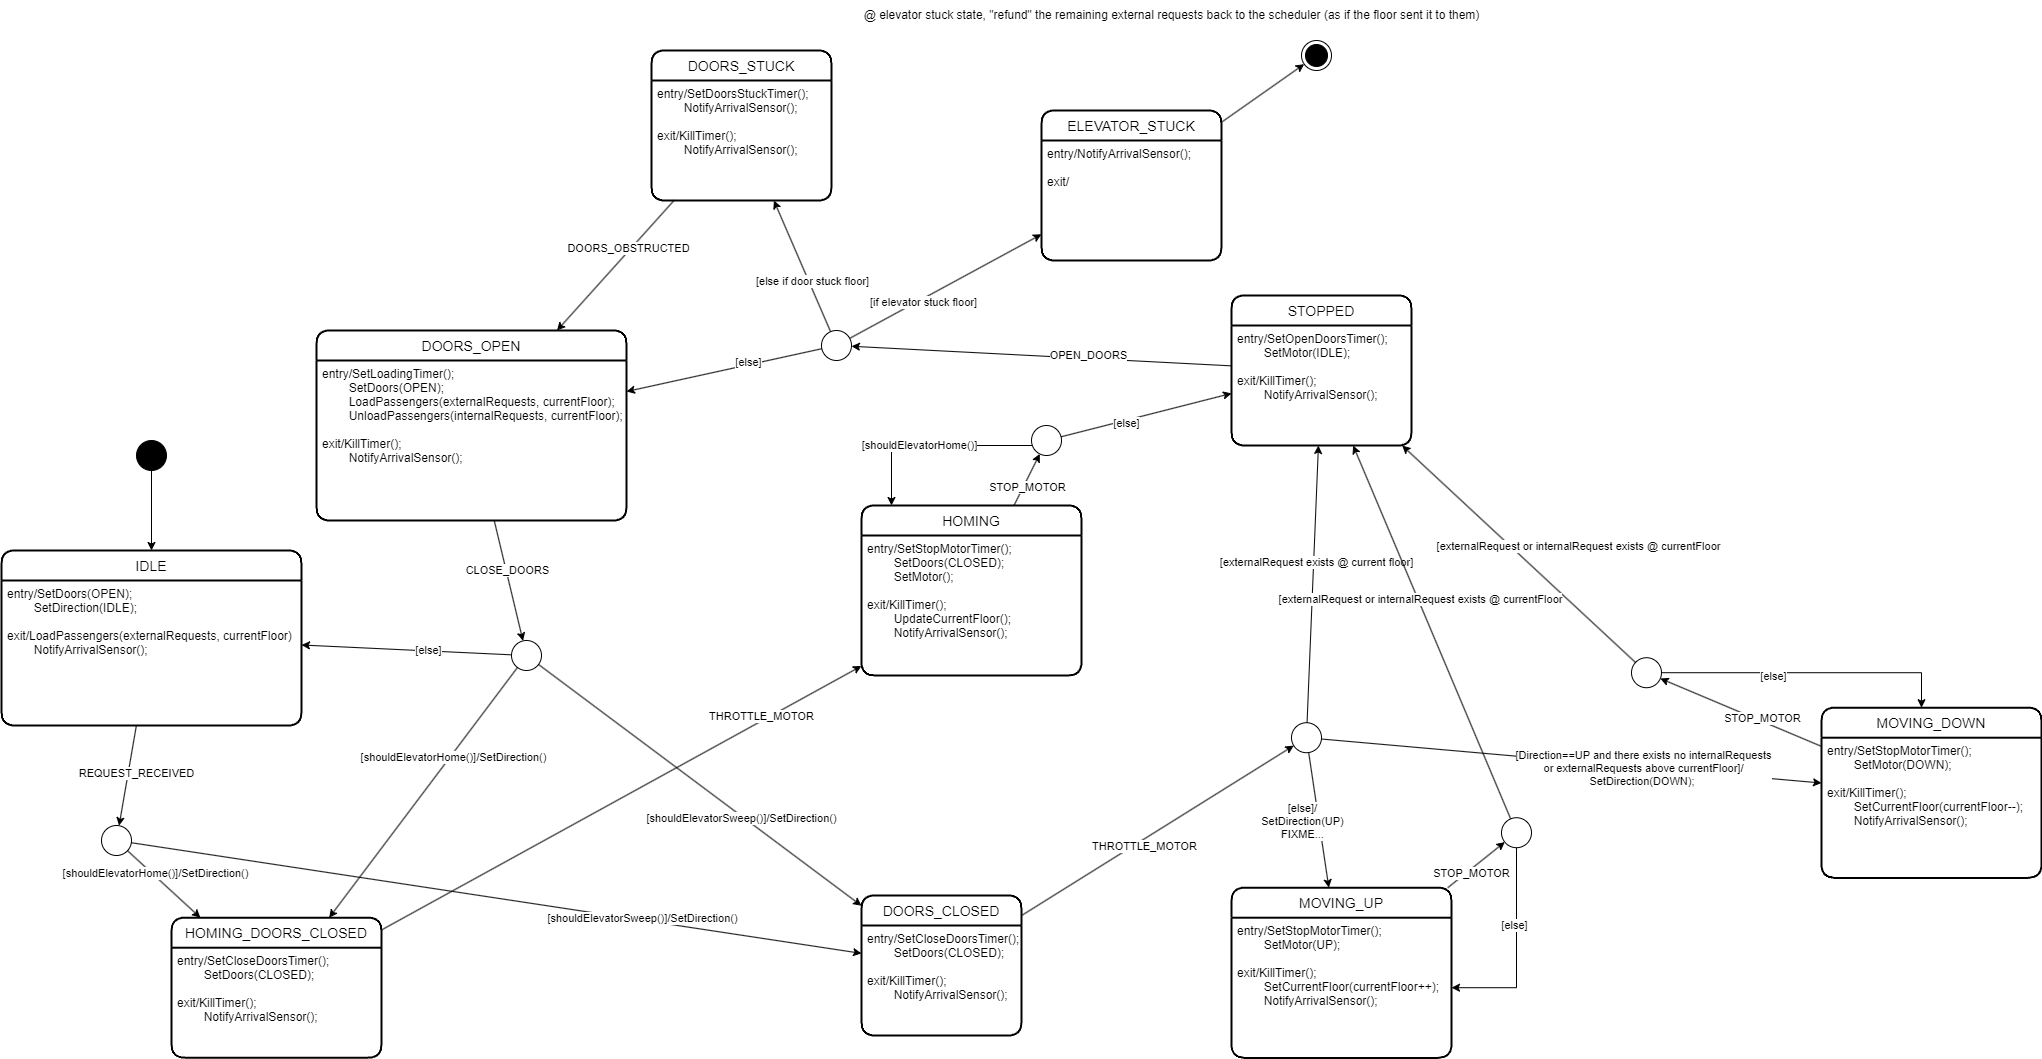 @ elevator stuck state, "refund" the remaining external requests back to the scheduler (as if the floor sent it to them)
DOORS_STUCK
entry/SetDoorsStuckTimer();
NotifyArrivalSensor();
exit/KillTimer();
NotifyArrivalSensor();
ELEVATOR_STUCK
entry/NotifyArrivalSensor();
exit/
DOORS_OBSTRUCTED
[else if door stuck floor]
[if elevator stuck floor]
STOPPED
entry/SetOpenDoorsTimer();
SetMotor(IDLE);
exit/KillTimer();
NotifyArrivalSensor();
DOORS_OPEN
entry/SetLoadingTimer();
SetDoors(OPEN);
LoadPassengers(externalRequests, currentFloor);
UnloadPassengers(internalRequests, currentFloor);
exit/KillTimer();
NotifyArrivalSensor();
[else]
OPEN_DOORS
[else]
[shouldElevatorHome()]
STOP_MOTOR
HOMING
entry/SetStopMotorTimer();
SetDoors(CLOSED);
SetMotor();
exit/KillTimer();
UpdateCurrentFloor();
NotifyArrivalSensor();
IDLE
entry/SetDoors(OPEN);
SetDirection(IDLE);
exit/LoadPassengers(externalRequests, currentFloor)
NotifyArrivalSensor();
CLOSE_DOORS
[else]
[externalRequest or internalRequest exists @ currentFloor
[externalRequest exists @ current floor]
[externalRequest or internalRequest exists @ currentFloor
[else]
STOP_MOTOR
MOVING_DOWN
entry/SetStopMotorTimer();
SetMotor(DOWN);
exit/KillTimer();
SetCurrentFloor(currentFloor--);
NotifyArrivalSensor();
THROTTLE_MOTOR
[shouldElevatorHome()]/SetDirection()
REQUEST_RECEIVED
[Direction==UP and there exists no internalRequests
or externalRequests above currentFloor]/
SetDirection(DOWN);
[else]/
SetDirection(UP)
FIXME...
[shouldElevatorSweep()]/SetDirection()
THROTTLE_MOTOR
STOP_MOTOR
[else]
[shouldElevatorHome()]/SetDirection()
[shouldElevatorSweep()]/SetDirection()
HOMING_DOORS_CLOSED
entry/SetCloseDoorsTimer();
SetDoors(CLOSED);
exit/KillTimer();
NotifyArrivalSensor();
DOORS_CLOSED
entry/SetCloseDoorsTimer();
SetDoors(CLOSED);
exit/KillTimer();
NotifyArrivalSensor();
MOVING_UP
entry/SetStopMotorTimer();
SetMotor(UP);
exit/KillTimer();
SetCurrentFloor(currentFloor++);
NotifyArrivalSensor();